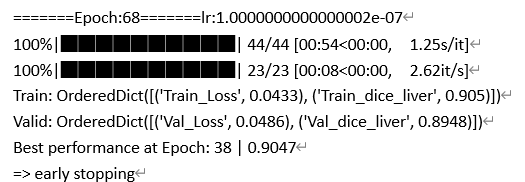 =======Epoch:68=======lr:1.0000000000000002e-07
100%|███████████| 44/44 [00:54<00:00, 1.25s/it]
100%|███████████| 23/23 [00:08<00:00, 2.62it/s]
Train: OrderedDict([('Train_Loss', 0.0433), ('Train_dice_liver', 0.905)])
Valid: OrderedDict([('Val_Loss', 0.0486), ('Val_dice_liver', 0.8948)])
Best performance at Epoch: 38 | 0.9047
=> early stopping